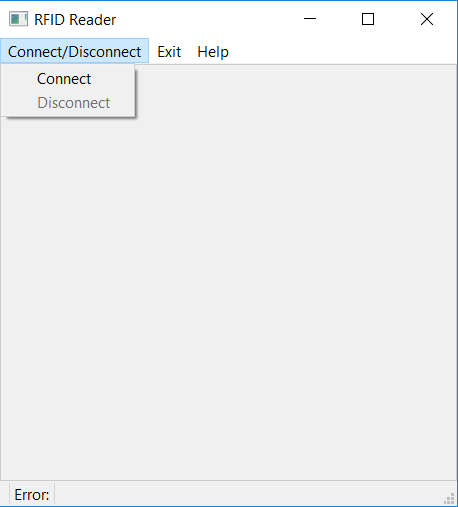 RFID Reader
Connect/Disconnect Exit Help
Connect
Disconnect
Error: